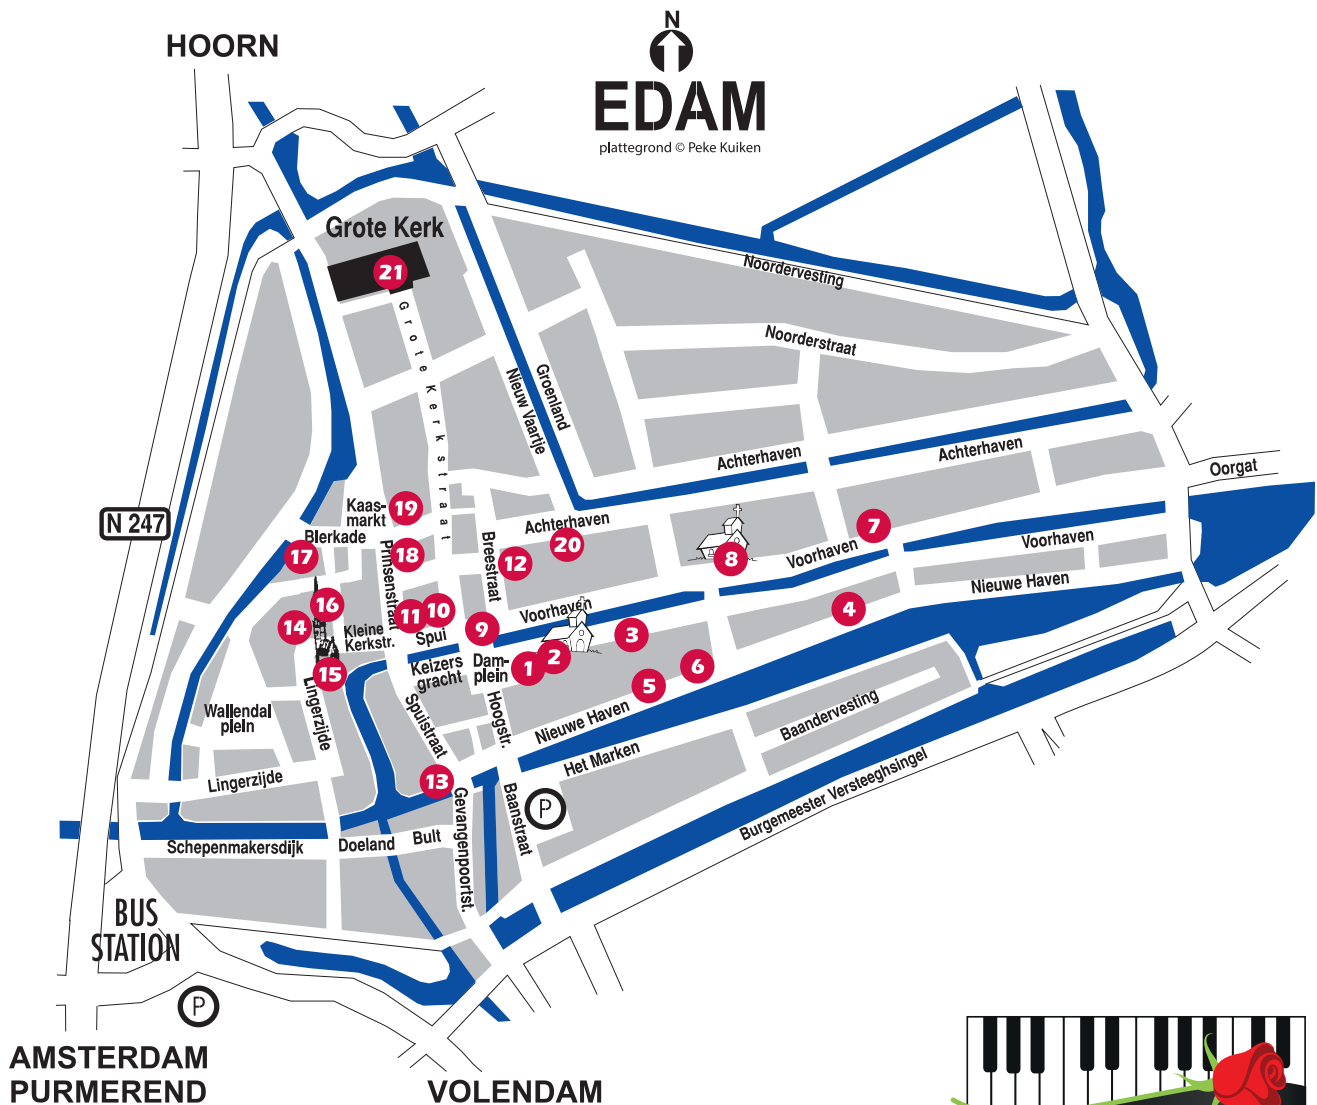 HOORN
N
EDAM
plattegrond © Peke Kuiken
Grote Kerk
21
Grote Kerkstraat
Noordervesting
Noorderstraat
Groenland
Nieuw Vaartje
Achterhaven
Achterhaven
Oorgat
N 247
Kaas-
markt
19
Bierkade
17
18
Prinsenstraat
Achterhaven
20
Breestraat
12
7
8
Voorhaven
Voorhaven
Nieuwe Haven
4
16
14
11
10
Voorhaven
Kleine
Kerkstr.
Spui
9
3
15
Keizers
gracht
Dam-
plein
1
2
5
6
Lingerzijde
Wallendal
plein
Spuistraat
Hoogstr.
Nieuwe Haven
Baandervesting
Lingerzijde
13
Het Marken
P
Gevangenpoortst.
Baanstraat
Burgemeester Versteeghsingel
Schepenmakersdijk
Doeland
Bult
BUS
STATION
P
AMSTERDAM
PURMEREND
VOLENDAM